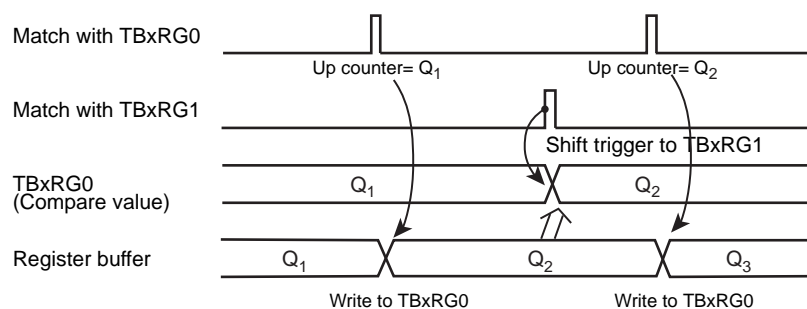 Match with TBxRG0
Up counter= Q1
Up counter= Q2
Match with TBxRG1
Shift trigger to TBxRG1
TBxRG0
(Compare value)
Q1
Q2
Register buffer
Q1
Q2
Q3
Write to TBxRG0
Write to TBxRG0